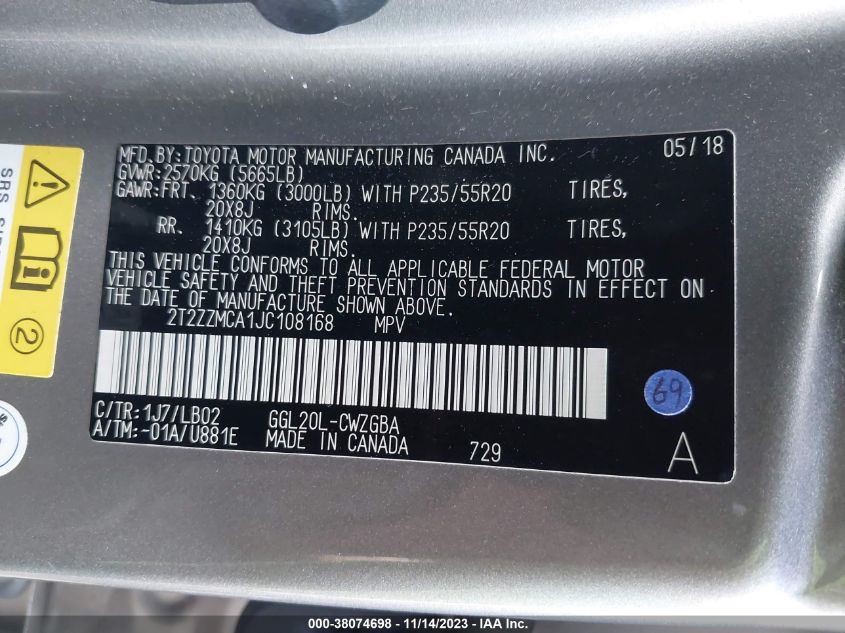 MFD.BY:TOYOTA MOTOR MANUFACTURING CANADA INC. 05/18
GVWR:2570KG (5665LB)
GAWR:FRT. 1360KG (3000LB) WITH P235/55R20 TIRES,
20X8J RIMS.
RR. 1410KG (3105LB) WITH P235/55R20 TIRES,
20X8J RIMS.
THIS VEHICLE CONFORMS TO ALL APPLICABLE FEDERAL MOTOR
VEHICLE SAFETY AND THEFT PREVENTION STANDARDS IN EFFECT ON
THE DATE OF MANUFACTURE SHOWN ABOVE.
2T2ZZMCA1JC108168 MPV
69
C/TR:1J7/LB02 GGL20L-CWZGBA
A/TM:-01A/U881E MADE IN CANADA 729 A
SRS
2
000-38074698 - 11/14/2023 - IAA Inc.